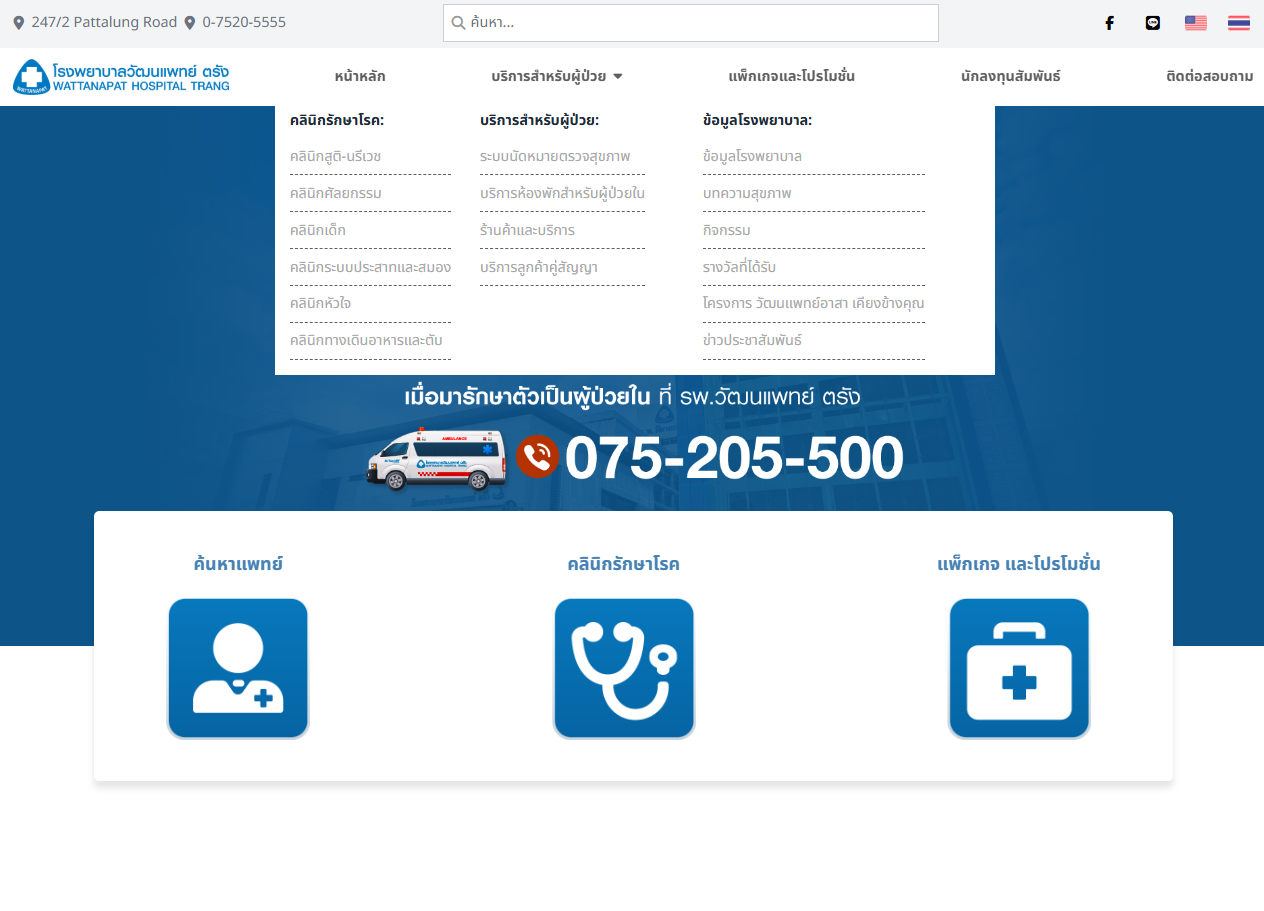 247/2 Pattalung Road 0-7520-5555
ค้นหา...
โรงพยาบาลวัฒนแพทย์ ตรัง
WATTANAPAT HOSPITAL TRANG
WATTANAPAT
หน้าหลัก
บริการสำหรับผู้ป่วย
แพ็กเกจและโปรโมชั่น
นักลงทุนสัมพันธ์
ติดต่อสอบถาม
คลินิกรักษาโรค:
คลินิกสูติ-นรีเวช
คลินิกศัลยกรรม
คลินิกเด็ก
คลินิกระบบประสาทและสมอง
คลินิกหัวใจ
คลินิกทางเดินอาหารและตับ
บริการสำหรับผู้ป่วย:
ระบบนัดหมายตรวจสุขภาพ
บริการห้องพักสำหรับผู้ป่วยใน
ร้านค้าและบริการ
บริการลูกค้าคู่สัญญา
ข้อมูลโรงพยาบาล:
ข้อมูลโรงพยาบาล
บทความสุขภาพ
กิจกรรม
รางวัลที่ได้รับ
โครงการ วัฒนแพทย์อาสา เคียงข้างคุณ
ข่าวประชาสัมพันธ์
เมื่อมารักษาตัวเป็นผู้ป่วยใน ที่ รพ.วัฒนแพทย์ ตรัง
AMBULANCE
075-205-500
ค้นหาแพทย์
คลินิกรักษาโรค
แพ็กเกจ และโปรโมชั่น